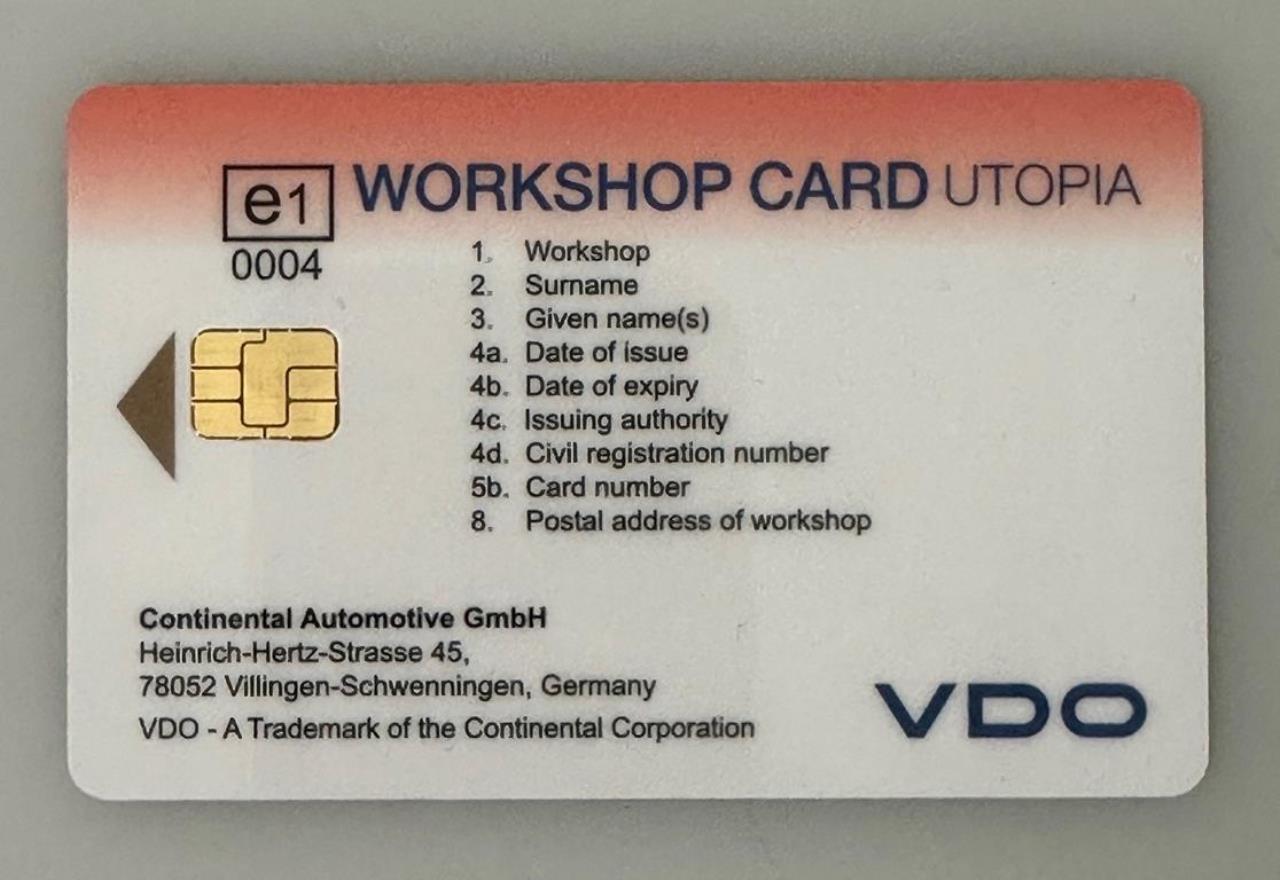 e1 WORKSHOP CARD UTOPIA
0004
1. Workshop
2. Surname
3. Given name(s)
4a. Date of issue
4b. Date of expiry
4c. Issuing authority
4d. Civil registration number
5b. Card number
8. Postal address of workshop
Continental Automotive GmbH
Heinrich-Hertz-Strasse 45,
78052 Villingen-Schwenningen, Germany
VDO - A Trademark of the Continental Corporation
VDO